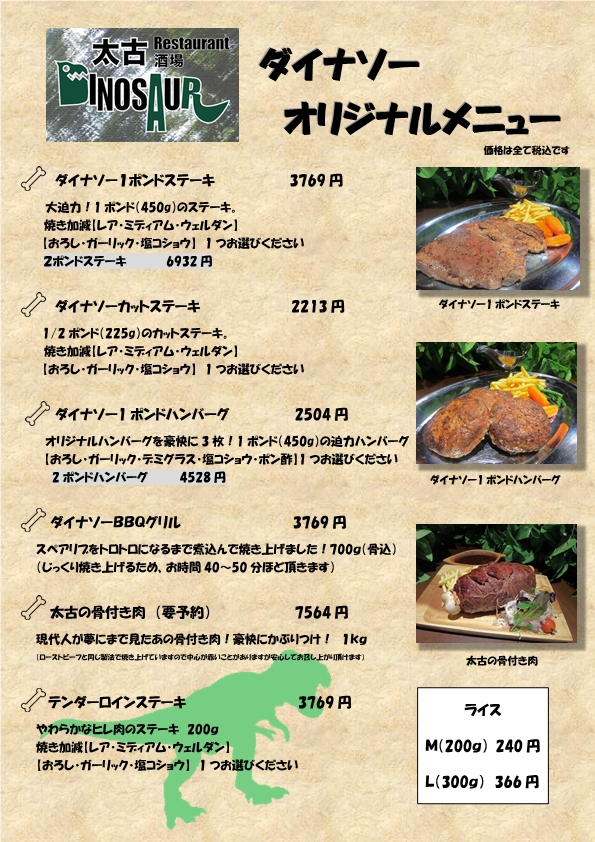 太古 Restaurant
酒場
DINOSAUR
ダイナソー
オリジナルメニュー
価格は全て税込です
ダイナソー1ポンドステーキ 3769円
大迫力！1ポンド(450g)のステーキ。
焼き加減【レア・ミディアム・ウェルダン】
【おろし・ガーリック・塩コショウ】 1つお選びください
2ポンドステーキ 6932円
ダイナソー1ポンドステーキ
ダイナソーカットステーキ 2213円
1/2ポンド(225g)のカットステーキ。
焼き加減【レア・ミディアム・ウェルダン】
【おろし・ガーリック・塩コショウ】 1つお選びください
ダイナソー1ポンドハンバーグ 2504円
オリジナルハンバーグを豪快に3枚！1ポンド(450g)の迫力ハンバーグ
【おろし・ガーリック・デミグラス・塩コショウ・ポン酢】1つお選びください
2ポンドハンバーグ 4528円
ダイナソー1ポンドハンバーグ
ダイナソーBBQグリル 3769円
スペアリブをトロトロになるまで煮込んで焼き上げました！700g(骨込)
(じっくり焼き上げるため、お時間40～50分ほど頂きます)
太古の骨付き肉 (要予約) 7564円
現代人が夢にまで見たあの骨付き肉！豪快にかぶりつけ！ 1Kg
(ローストビーフと同じ製法で焼き上げていますので中心が赤いことがありますが安心してお召し上がり頂けます)
太古の骨付き肉
テンダーロインステーキ 3769円
やわらかなヒレ肉のステーキ 200g
焼き加減【レア・ミディアム・ウェルダン】
【おろし・ガーリック・塩コショウ】 1つお選びください
ライス
M(200g) 240円
L(300g) 366円